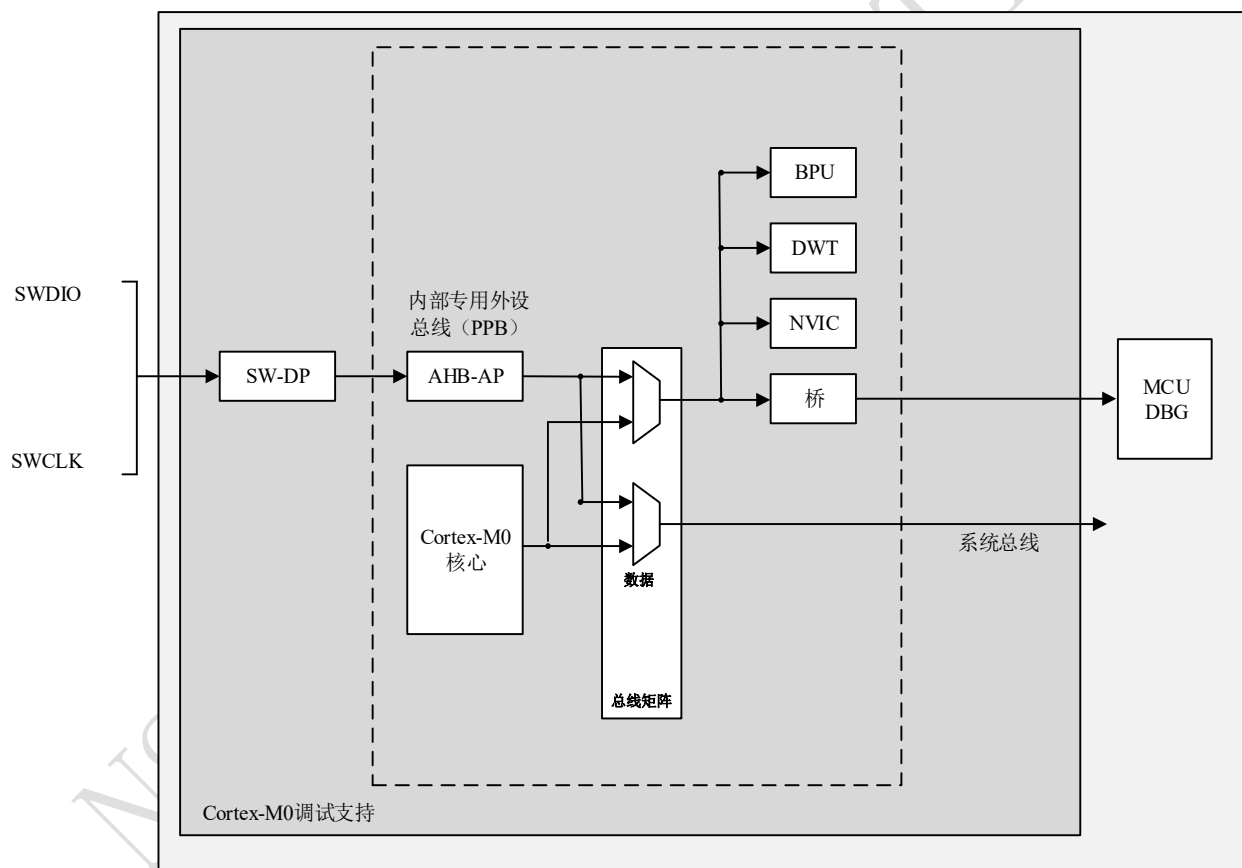 BPU
DWT
SWDIO
内部专用外设
总线（PPB）
NVIC
SW-DP
AHB-AP
桥
MCU
DBG
SWCLK
Cortex-M0
核心
系统总线
数据
总线矩阵
Cortex-M0调试支持